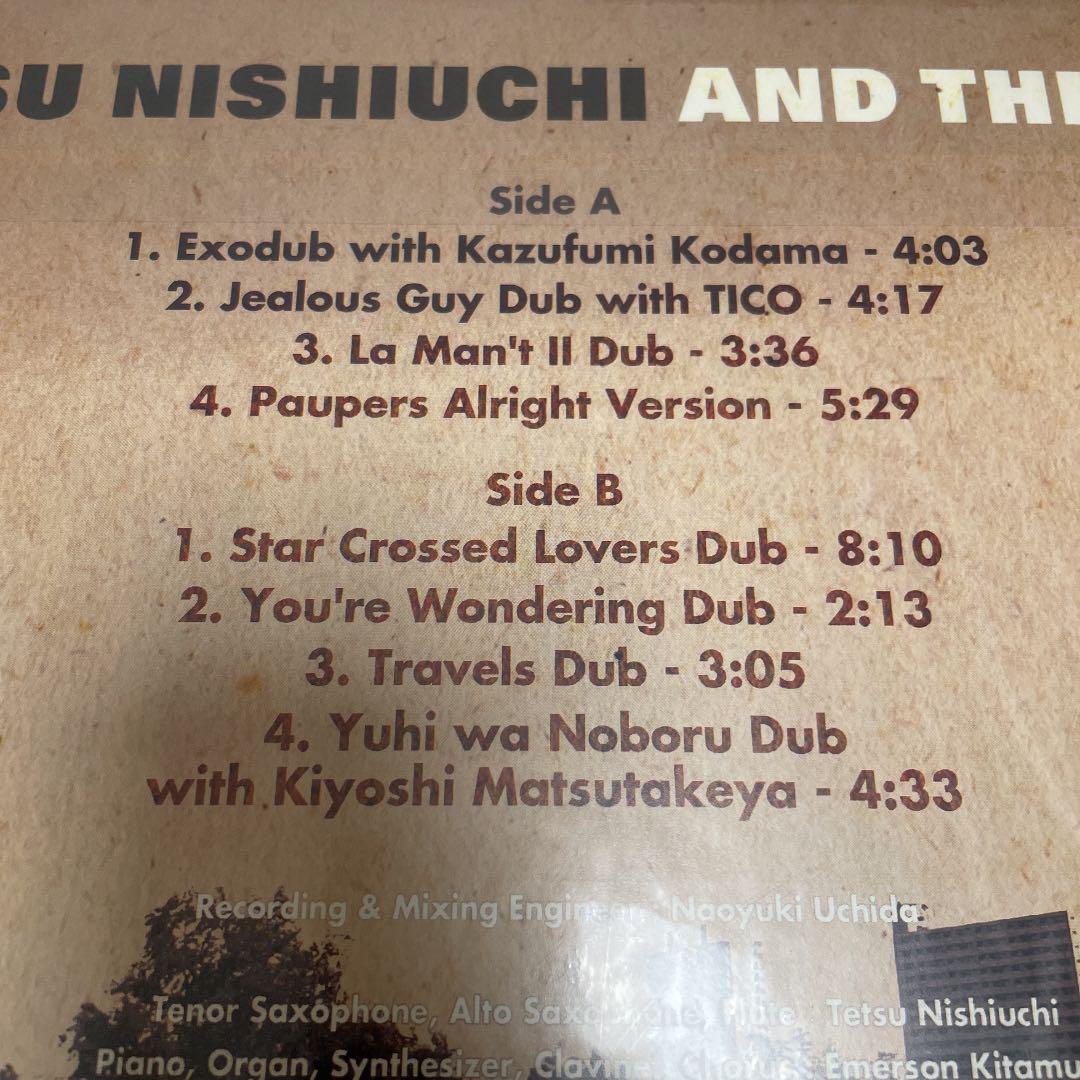 SU NISHIUCHI AND THE
Side A
1. Exodub with Kazufumi Kodama - 4:03
2. Jealous Guy Dub with TICO - 4:17
3. La Man't II Dub - 3:36
4. Paupers Alright Version - 5:29
Side B
1. Star Crossed Lovers Dub - 8:10
2. You're Wondering Dub - 2:13
3. Travels Dub - 3:05
4. Yuhi wa Noboru Dub
with Kiyoshi Matsutakeya - 4:33
Recording & Mixing Engineer : Naoyuki Uchida
Tenor Saxophone, Alto Saxophone, Flute : Tetsu Nishiuchi
Piano, Organ, Synthesizer, Clavinet, Chorus : Emerson Kitamu